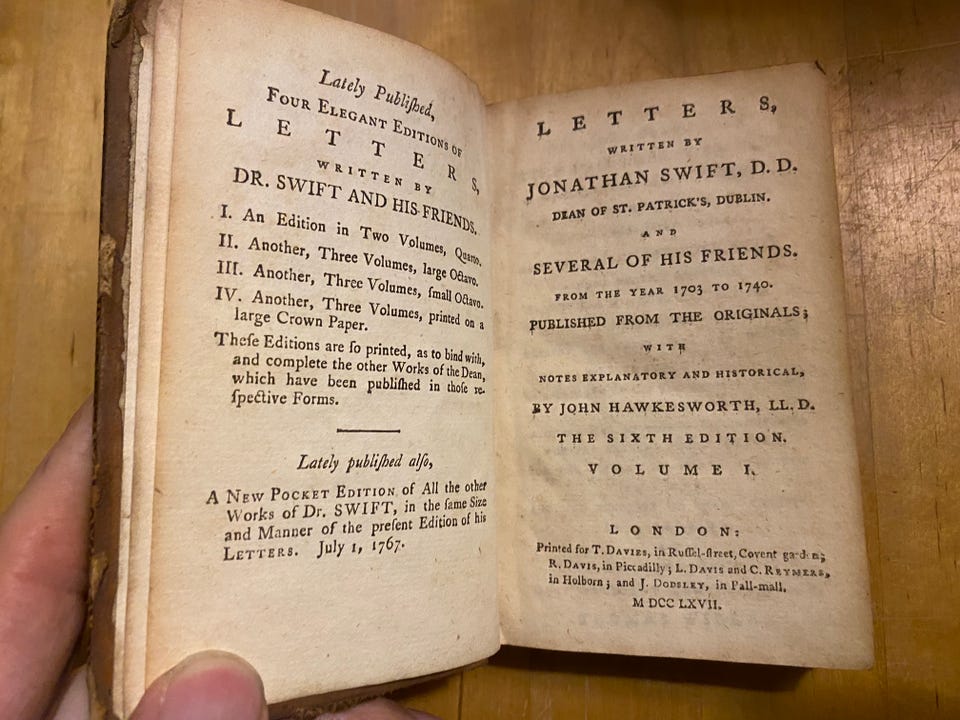 Lately Publiſhed,
FOUR ELEGANT EDITIONS OF
LETTERS,
WRITTEN BY
DR. SWIFT AND HIS FRIENDS.
I. An Edition in Two Volumes, Quarto.
II. Another, Three Volumes, large Octavo.
III. Another, Three Volumes, ſmall Octavo.
IV. Another, Three Volumes, printed on a
large Crown Paper.
Theſe Editions are ſo printed, as to bind with,
and complete the other Works of the Dean,
which have been publiſhed in thoſe re-
ſpective Forms.
Lately publiſhed alſo,
A NEW POCKET EDITION of All the other
Works of Dr. SWIFT, in the ſame Size
and Manner of the preſent Edition of his
LETTERS. July 1, 1767.
LETTERS,
WRITTEN BY
JONATHAN SWIFT, D. D.
DEAN OF ST. PATRICK'S, DUBLIN.
AND
SEVERAL OF HIS FRIENDS.
FROM THE YEAR 1703 TO 1740.
PUBLISHED FROM THE ORIGINALS;
WITH
NOTES EXPLANATORY AND HISTORICAL,
BY JOHN HAWKESWORTH, LL. D.
THE SIXTH EDITION.
VOLUME I.
LONDON:
Printed for T. DAVIES, in Ruſſel-ſtreet, Covent garden;
R. DAVIS, in Piccadilly; L. DAVIS and C. REYMERS,
in Holborn; and J. DODSLEY, in Pall-mall.
M DCC LXVII.